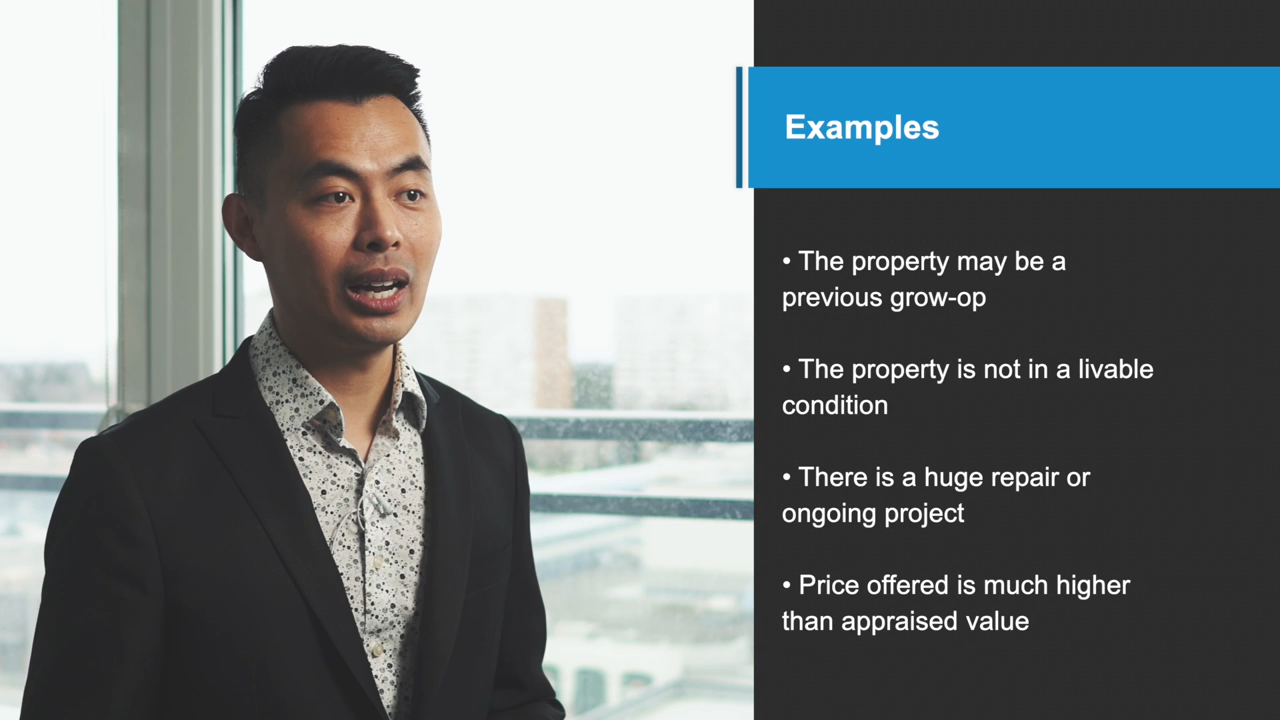 Examples
• The property may be a
previous grow-op
• The property is not in a livable
condition
• There is a huge repair or
ongoing project
• Price offered is much higher
than appraised value